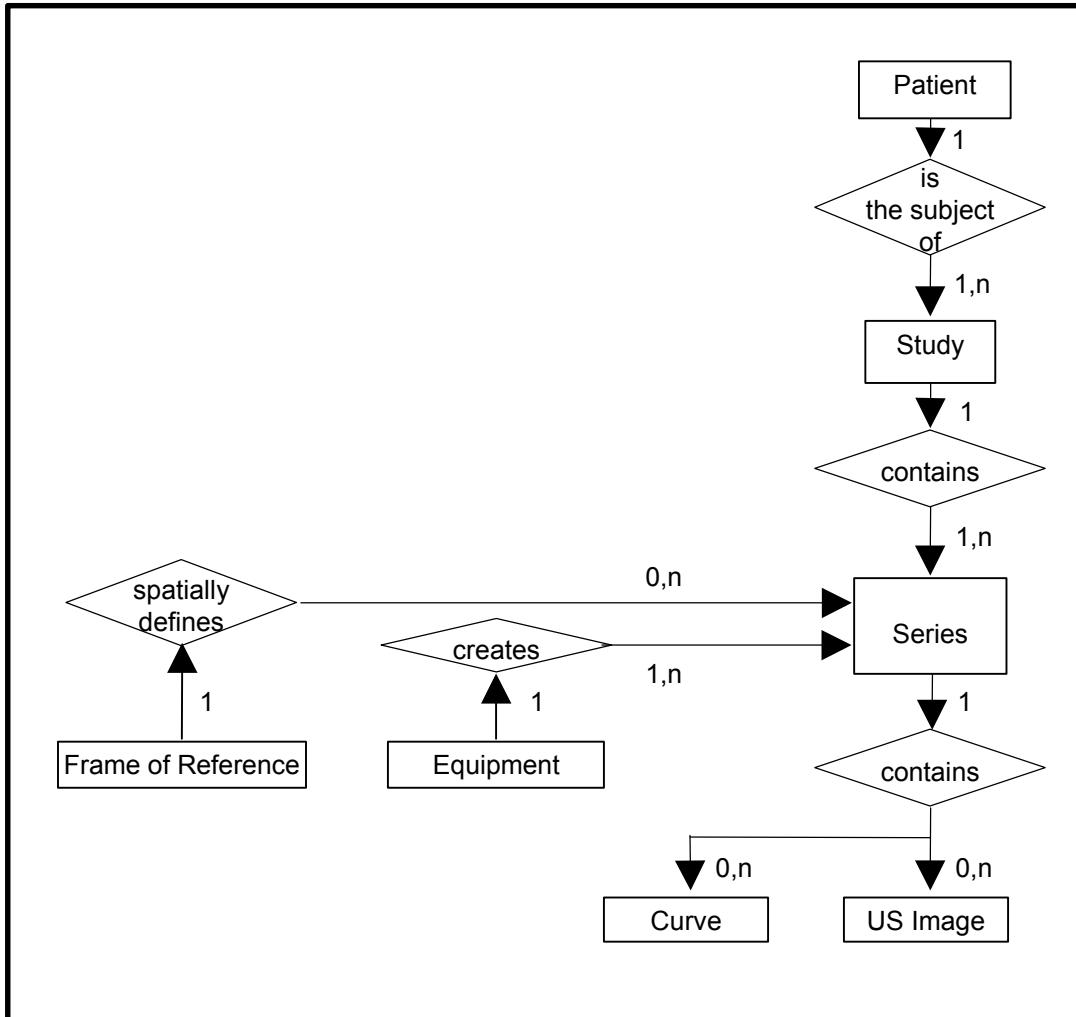 Patient
1
is
the subject
of
1,n
Study
1
contains
1,n
spatially
defines
0,n
Series
creates
1,n
1
1
1
Frame of Reference
Equipment
contains
0,n
0,n
Curve
US Image